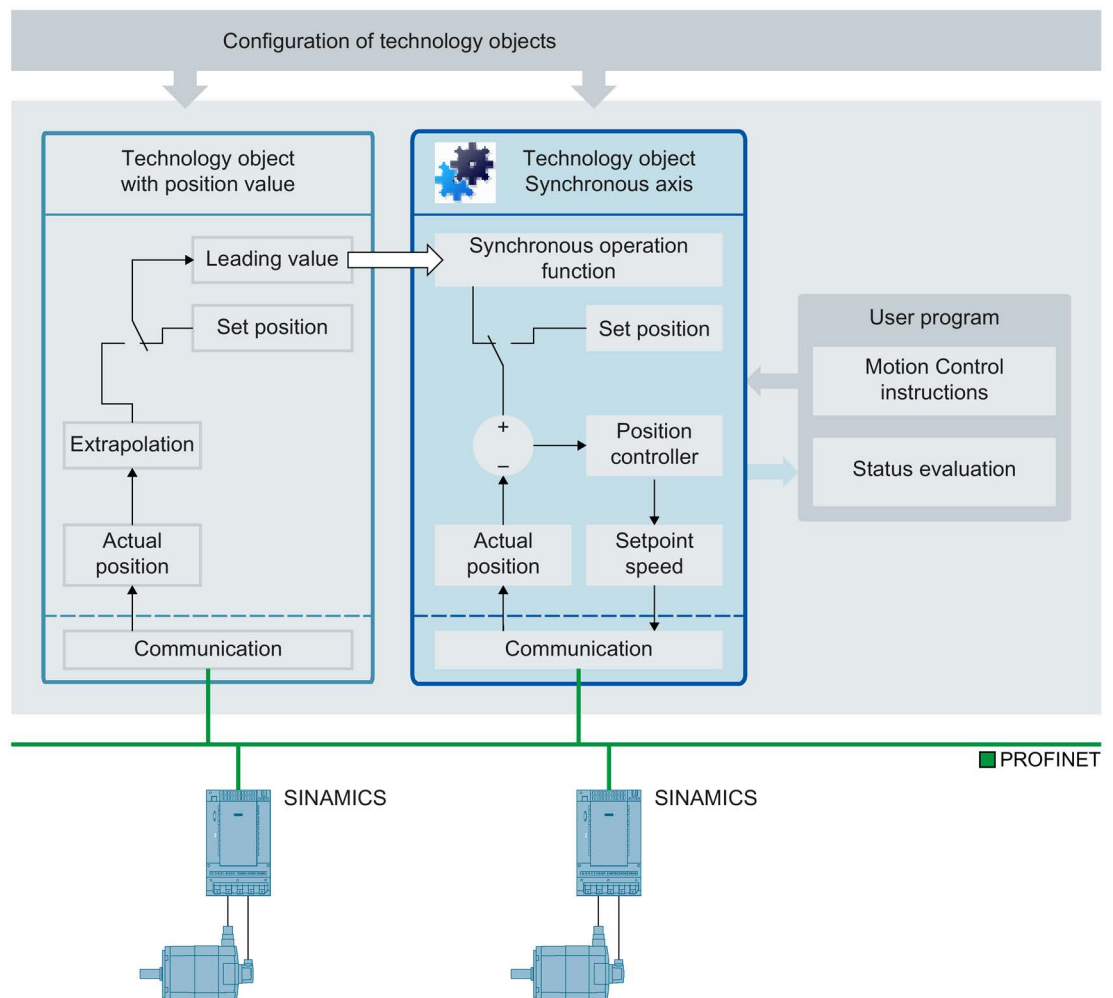 Configuration of technology objects
Technology object
with position value
Leading value
Set position
Extrapolation
Actual
position
Communication
Technology object
Synchronous axis
Synchronous operation
function
Set position
+
−
Position
controller
Actual
position
Setpoint
speed
Communication
User program
Motion Control
instructions
Status evaluation
PROFINET
SINAMICS
SINAMICS